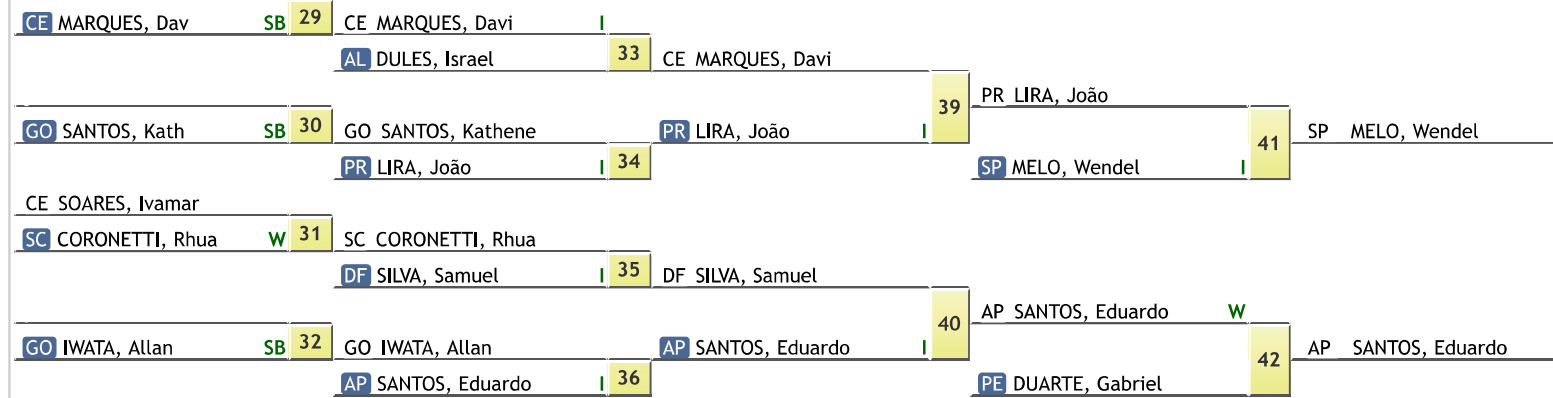 CE MARQUES, Dav SB 29 CE MARQUES, Davi I
AL DULES, Israel 33 CE MARQUES, Davi
39 PR LIRA, João
GO SANTOS, Kath SB 30 GO SANTOS, Kathene PR LIRA, João I 41 SP MELO, Wendel
PR LIRA, João I 34 SP MELO, Wendel I
CE SOARES, Ivamar
SC CORONETTI, Rhua W 31 SC CORONETTI, Rhua
DF SILVA, Samuel I 35 DF SILVA, Samuel
40 AP SANTOS, Eduardo W
GO IWATA, Allan SB 32 GO IWATA, Allan AP SANTOS, Eduardo I 42 AP SANTOS, Eduardo
AP SANTOS, Eduardo I 36 PE DUARTE, Gabriel